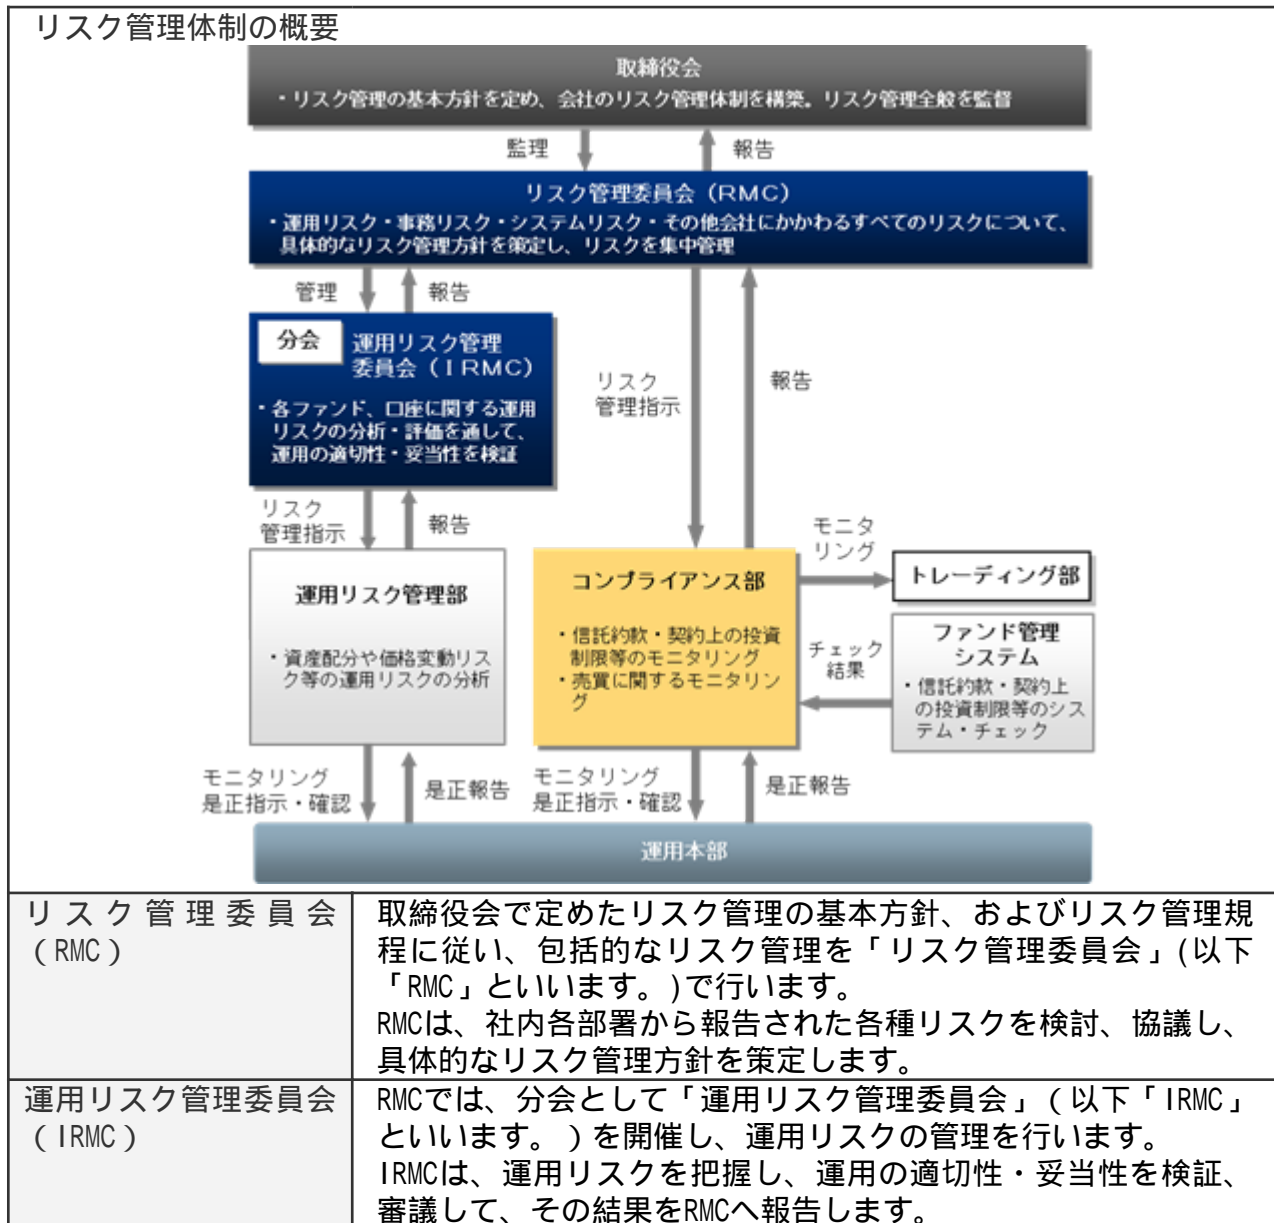 リスク管理体制の概要
取締役会
・リスク管理の基本方針を定め、会社のリスク管理体制を構築。リスク管理全般を監督
監理
報告
リスク管理委員会（RMC）
・運用リスク・事務リスク・システムリスク・その他会社にかかわるすべてのリスクについて、
具体的なリスク管理方針を策定し、リスクを集中管理
管理
報告
分会
運用リスク管理
委員会（IRMC）
・各ファンド、口座に関する運用
リスクの分析・評価を通して、
運用の適切性・妥当性を検証
リスク
管理指示
報告
リスク
管理指示
報告
運用リスク管理部
・資産配分や価格変動リス
ク等の運用リスクの分析
コンプライアンス部
・信託約款・契約上の投資
制限等のモニタリング
・売買に関するモニタリン
グ
モニタ
リング
トレーディング部
チェック
結果
ファンド管理
システム
・信託約款・契約上
の投資制限等のシス
テム・チェック
モニタリング
是正指示・確認
是正報告
モニタリング
是正指示・確認
是正報告
運用本部
リスク管理委員会
（RMC）
取締役会で定めたリスク管理の基本方針、およびリスク管理規
程に従い、包括的なリスク管理を「リスク管理委員会」(以下
「RMC」といいます。)で行います。
RMCは、社内各部署から報告された各種リスクを検討、協議し、
具体的なリスク管理方針を策定します。
運用リスク管理委員会
（IRMC）
RMCでは、分会として「運用リスク管理委員会」（以下「IRMC」
といいます。）を開催し、運用リスクの管理を行います。
IRMCは、運用リスクを把握し、運用の適切性・妥当性を検証、
審議して、その結果をRMCへ報告します。